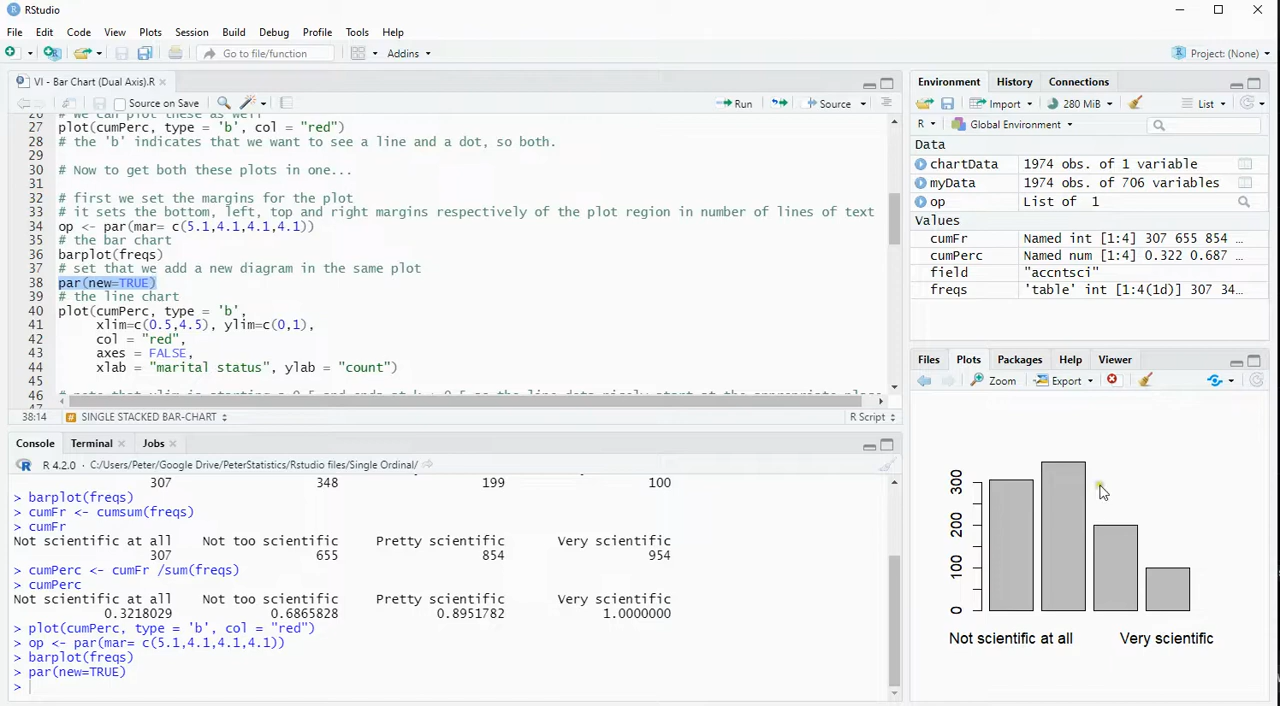 RStudio
File Edit Code View Plots Session Build Debug Profile Tools Help
Go to file/function Addins Project: (None)
VI - Bar Chart (Dual Axis).R
Source on Save Run Source
26 # we can plot these as well
27 plot(cumPerc, type = 'b', col = "red")
28 # the 'b' indicates that we want to see a line and a dot, so both.
29
30 # Now to get both these plots in one...
31
32 # first we set the margins for the plot
33 # it sets the bottom, left, top and right margins respectively of the plot region in number of lines of text
34 op <- par(mar= c(5.1,4.1,4.1,4.1))
35 # the bar chart
36 barplot(freqs)
37 # set that we add a new diagram in the same plot
38 par(new=TRUE)
39 # the line chart
40 plot(cumPerc, type = 'b',
41 xlim=c(0.5,4.5), ylim=c(0,1),
42 col = "red",
43 axes = FALSE,
44 xlab = "marital status", ylab = "count")
45
46
47
38:14 SINGLE STACKED BAR-CHART R Script
Console Terminal Jobs
R 4.2.0 · C:/Users/Peter/Google Drive/PeterStatistics/Rstudio files/Single Ordinal/
307 348 199 100
> barplot(freqs)
> cumFr <- cumsum(freqs)
> cumFr
Not scientific at all Not too scientific Pretty scientific Very scientific
307 655 854 954
> cumPerc <- cumFr /sum(freqs)
> cumPerc
Not scientific at all Not too scientific Pretty scientific Very scientific
0.3218029 0.6865828 0.8951782 1.0000000
> plot(cumPerc, type = 'b', col = "red")
> op <- par(mar= c(5.1,4.1,4.1,4.1))
> barplot(freqs)
> par(new=TRUE)
>
Environment History Connections
Import 280 MiB List
R Global Environment
Data
chartData 1974 obs. of 1 variable
myData 1974 obs. of 706 variables
op List of 1
Values
cumFr Named int [1:4] 307 655 854 …
cumPerc Named num [1:4] 0.322 0.687 …
field "accntsci"
freqs 'table' int [1:4(1d)] 307 34…
Files Plots Packages Help Viewer
Zoom Export
300
200
100
0
Not scientific at all Very scientific